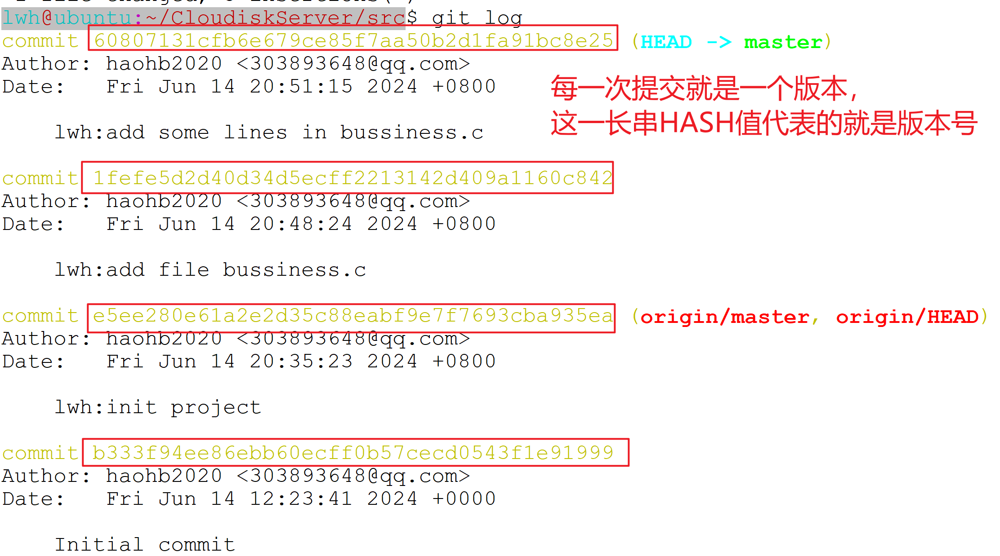 lwh@ubuntu:~/CloudiskServer/src$ git log
commit 60807131cfb6e679ce85f7aa50b2d1fa91bc8e25 (HEAD -> master)
Author: haohb2020 <303893648@qq.com>
Date:   Fri Jun 14 20:51:15 2024 +0800
每一次提交就是一个版本，
这一长串HASH值代表的就是版本号
    lwh:add some lines in bussiness.c
commit 1fefe5d2d40d34d5ecff2213142d409a1160c842
Author: haohb2020 <303893648@qq.com>
Date:   Fri Jun 14 20:48:24 2024 +0800
    lwh:add file bussiness.c
commit e5ee280e61a2e2d35c88eabf9e7f7693cba935ea (origin/master, origin/HEAD)
Author: haohb2020 <303893648@qq.com>
Date:   Fri Jun 14 20:35:23 2024 +0800
    lwh:init project
commit b333f94ee86ebb60ecff0b57cecd0543f1e91999
Author: haohb2020 <303893648@qq.com>
Date:   Fri Jun 14 12:23:41 2024 +0000
    Initial commit